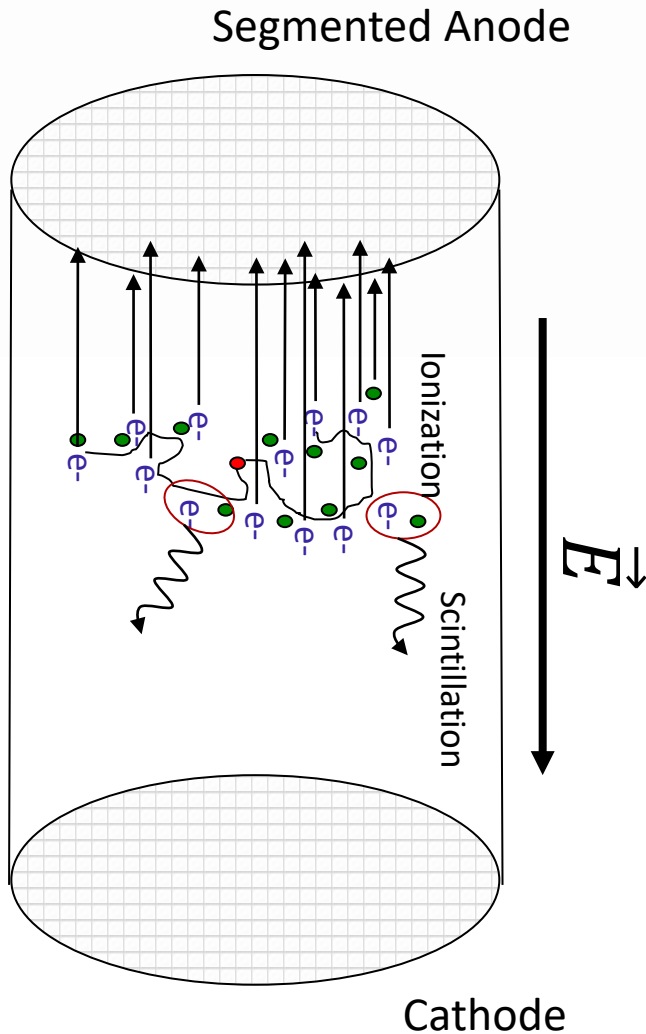 Segmented Anode
Ionization
e-
e-
e-
e-
e-
e-
e-
e-
e-
e-
e-
e-
e-
E⃗
Scintillation
Cathode